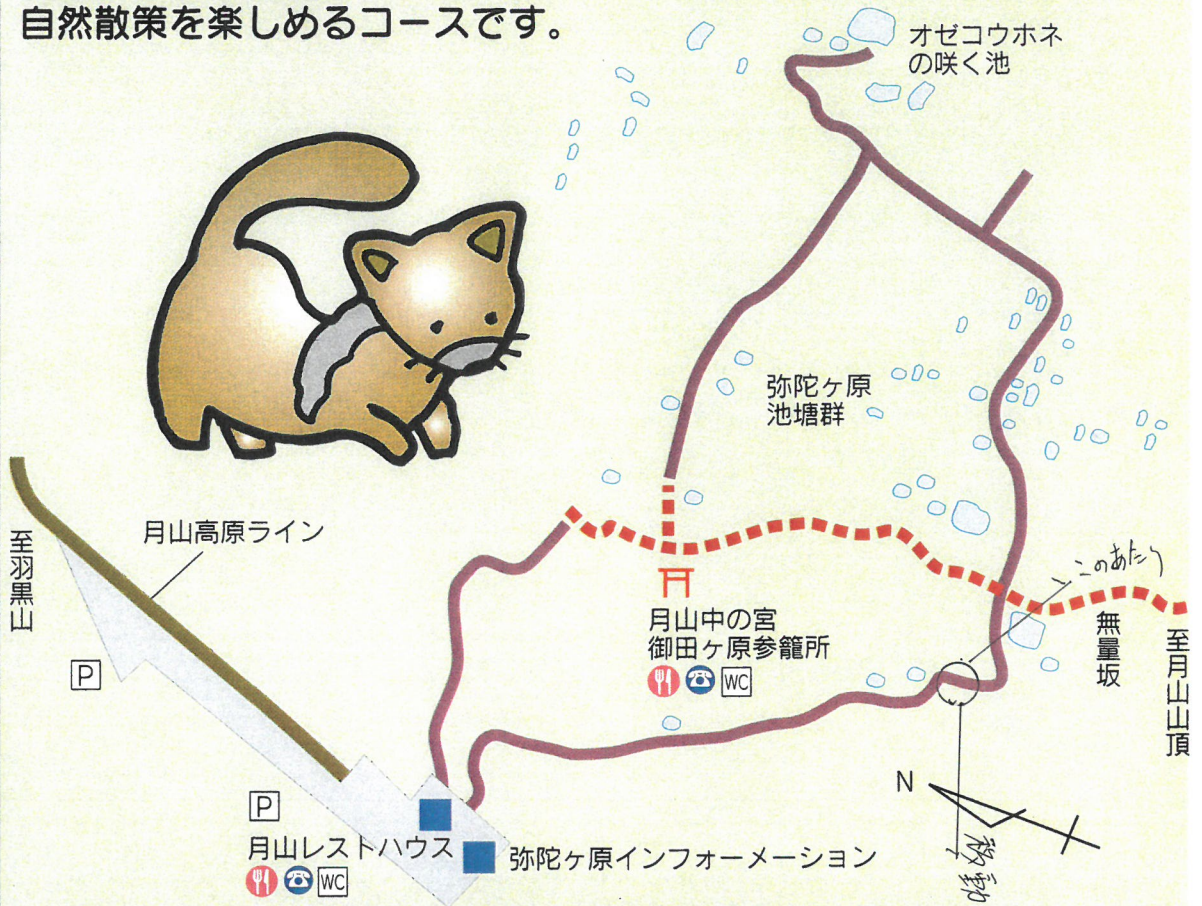 自然散策を楽しめるコースです。
オゼコウホネ
の咲く池
弥陀ヶ原
池塘群
月山高原ライン
至羽黒山
P
月山中の宮
御田ヶ原参籠所
WC
ここのあたり
無量坂
至月山山頂
N
P
月山レストハウス
WC
弥陀ヶ原インフォーメーション